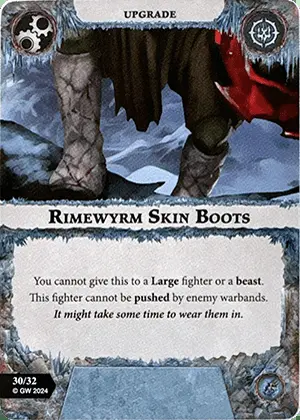 UPGRADE
RIMEWYRM SKIN BOOTS
You cannot give this to a Large fighter or a beast.
This fighter cannot be pushed by enemy warbands.
It might take some time to wear them in.
30/32
© GW 2024